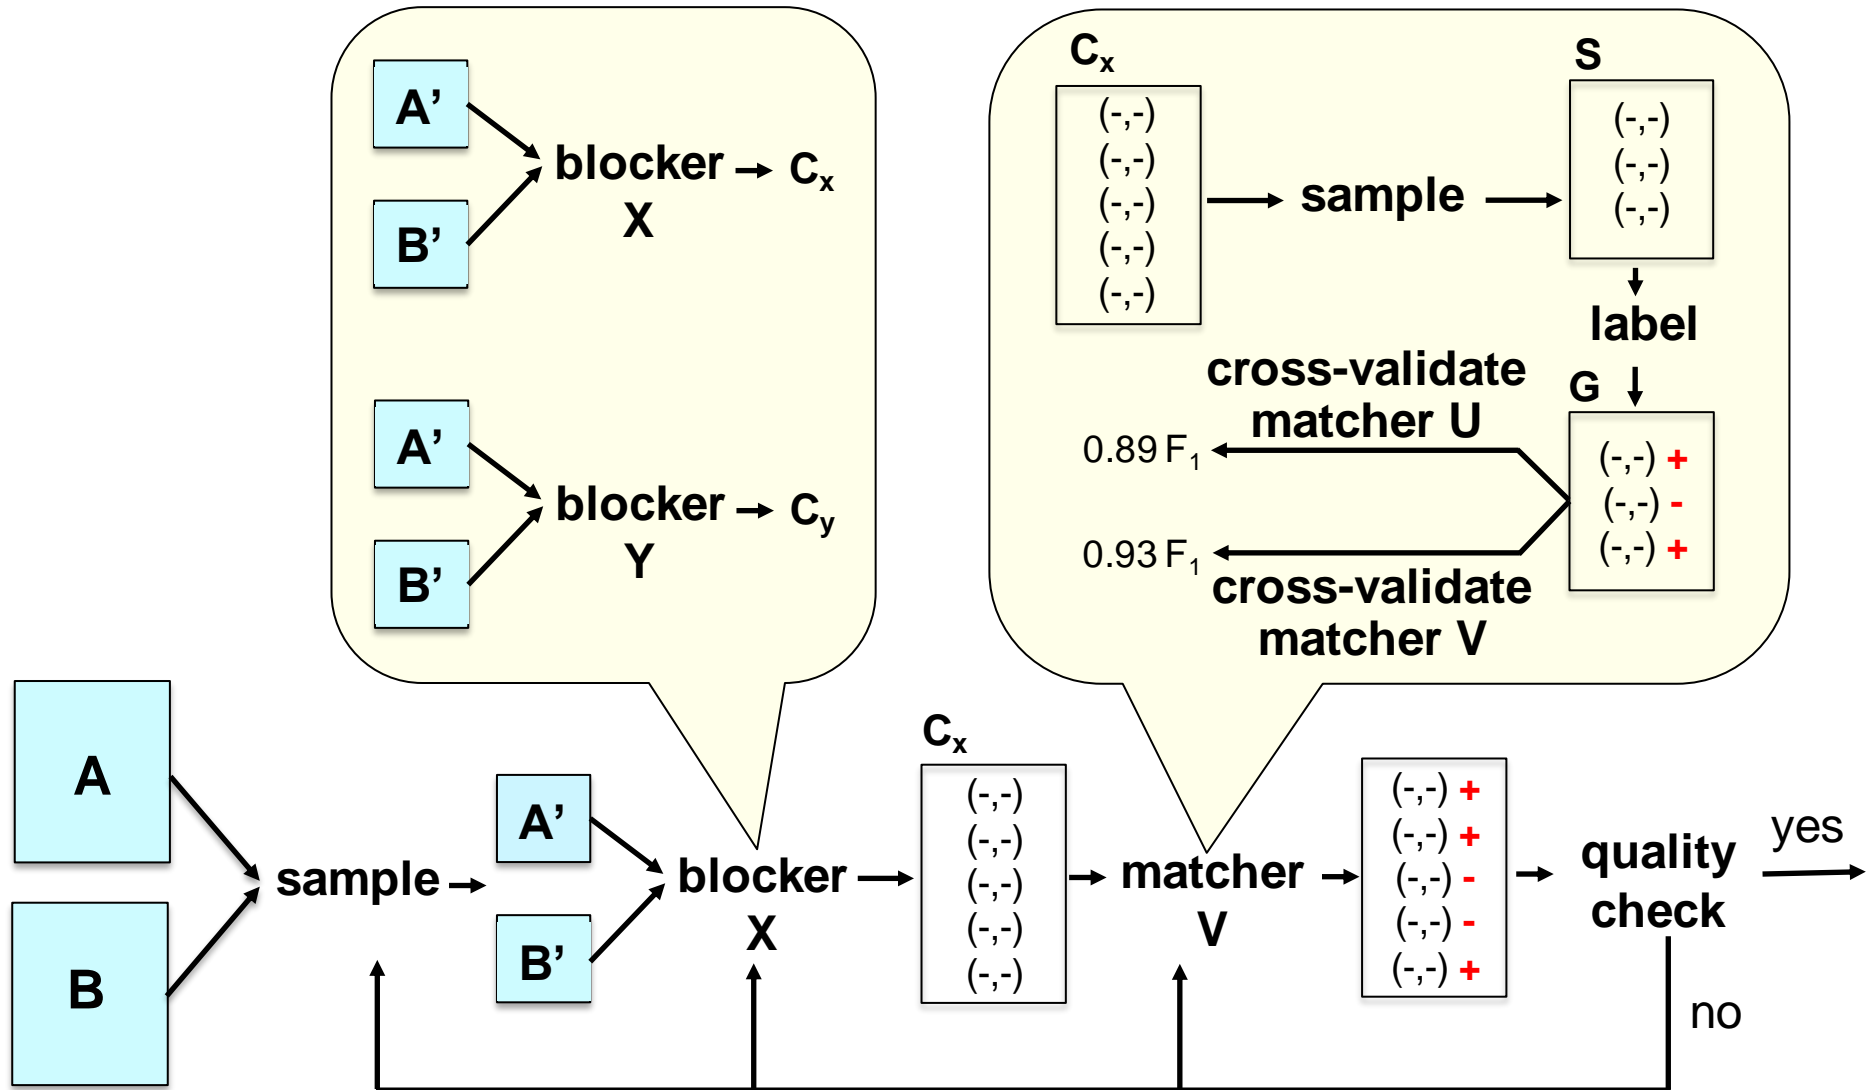 A’
B’
blocker
X
Cx
A’
B’
blocker
Y
Cy
Cx
(-,-)
(-,-)
(-,-)
(-,-)
(-,-)
sample
S
(-,-)
(-,-)
(-,-)
label
G
(-,-) +
(-,-) -
(-,-) +
cross-validate
matcher U
0.89 F1
0.93 F1
cross-validate
matcher V
A
B
sample
A’
B’
blocker
X
Cx
(-,-)
(-,-)
(-,-)
(-,-)
(-,-)
matcher
V
(-,-) +
(-,-) +
(-,-) -
(-,-) -
(-,-) +
quality
check
yes
no